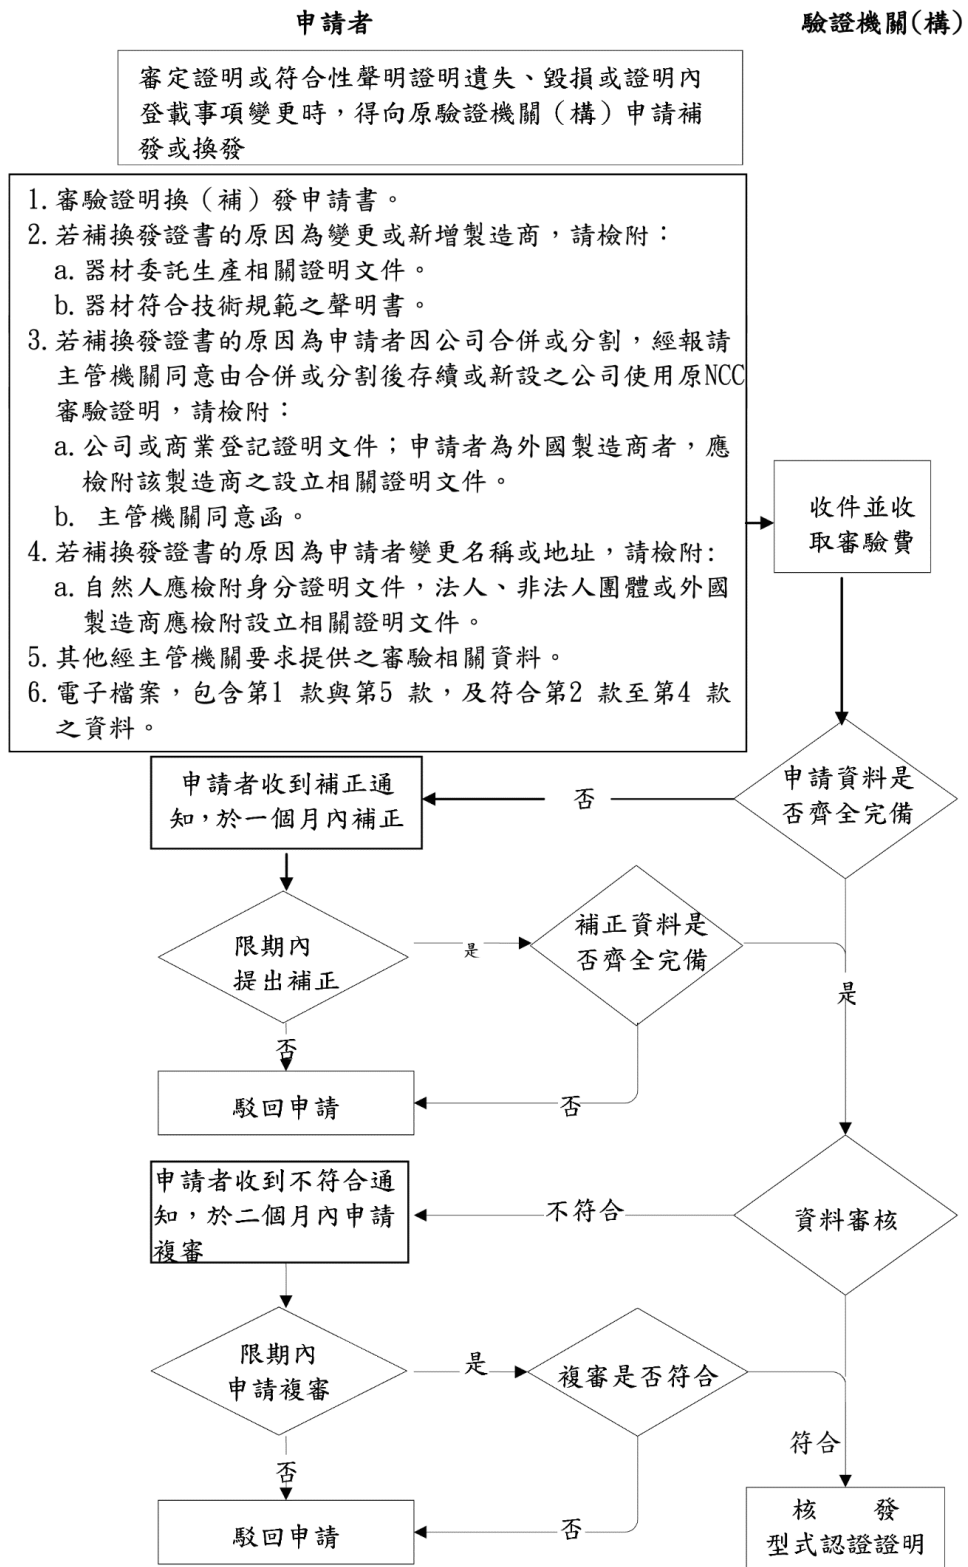 申請者
驗證機關(構)
審定證明或符合性聲明證明遺失、毀損或證明內
登載事項變更時，得向原驗證機關（構）申請補
發或換發
1.審驗證明換（補）發申請書。
2.若補換發證書的原因為變更或新增製造商，請檢附：
a.器材委託生產相關證明文件。
b.器材符合技術規範之聲明書。
3.若補換發證書的原因為申請者因公司合併或分割，經報請
主管機關同意由合併或分割後存續或新設之公司使用原NCC
審驗證明，請檢附：
a.公司或商業登記證明文件；申請者為外國製造商者，應
檢附該製造商之設立相關證明文件。
b. 主管機關同意函。
4.若補換發證書的原因為申請者變更名稱或地址，請檢附:
a.自然人應檢附身分證明文件，法人、非法人團體或外國
製造商應檢附設立相關證明文件。
5.其他經主管機關要求提供之審驗相關資料。
6.電子檔案，包含第1 款與第5 款，及符合第2 款至第4 款
之資料。
收件並收
取審驗費
申請資料是
否齊全完備
否
申請者收到補正通
知，於一個月內補正
限期內
提出補正
是
補正資料是
否齊全完備
是
否
駁回申請
否
資料審核
不符合
申請者收到不符合通
知，於二個月內申請
複審
限期內
申請複審
是
複審是否符合
符合
否
駁回申請
否
核 發
型式認證證明